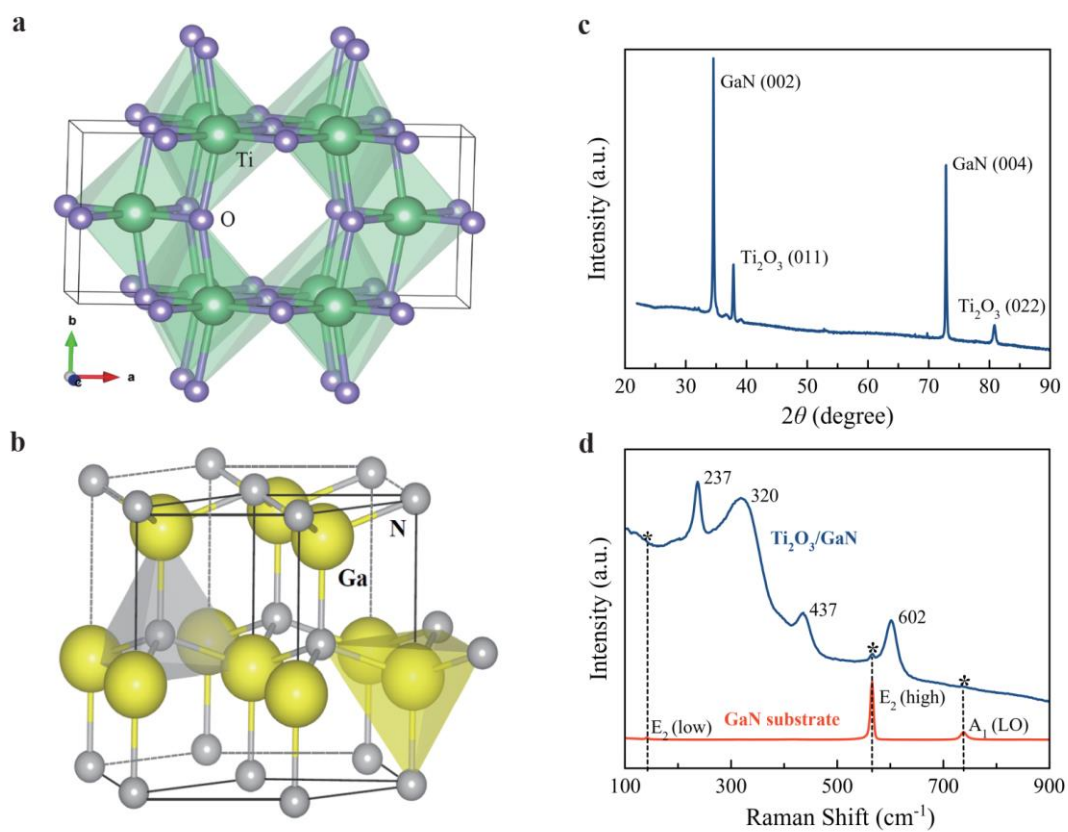 a
Ti
O
b
c
a
b
N
Ga
c
GaN (002)
GaN (004)
Ti₂O₃ (011)
Ti₂O₃ (022)
Intensity (a.u.)
20 30 40 50 60 70 80 90
2θ (degree)
d
237
320
*
Ti₂O₃/GaN
437
602
*
*
E₂ (low)
GaN substrate
E₂ (high)
A₁ (LO)
Intensity (a.u.)
100 300 500 700 900
Raman Shift (cm⁻¹)